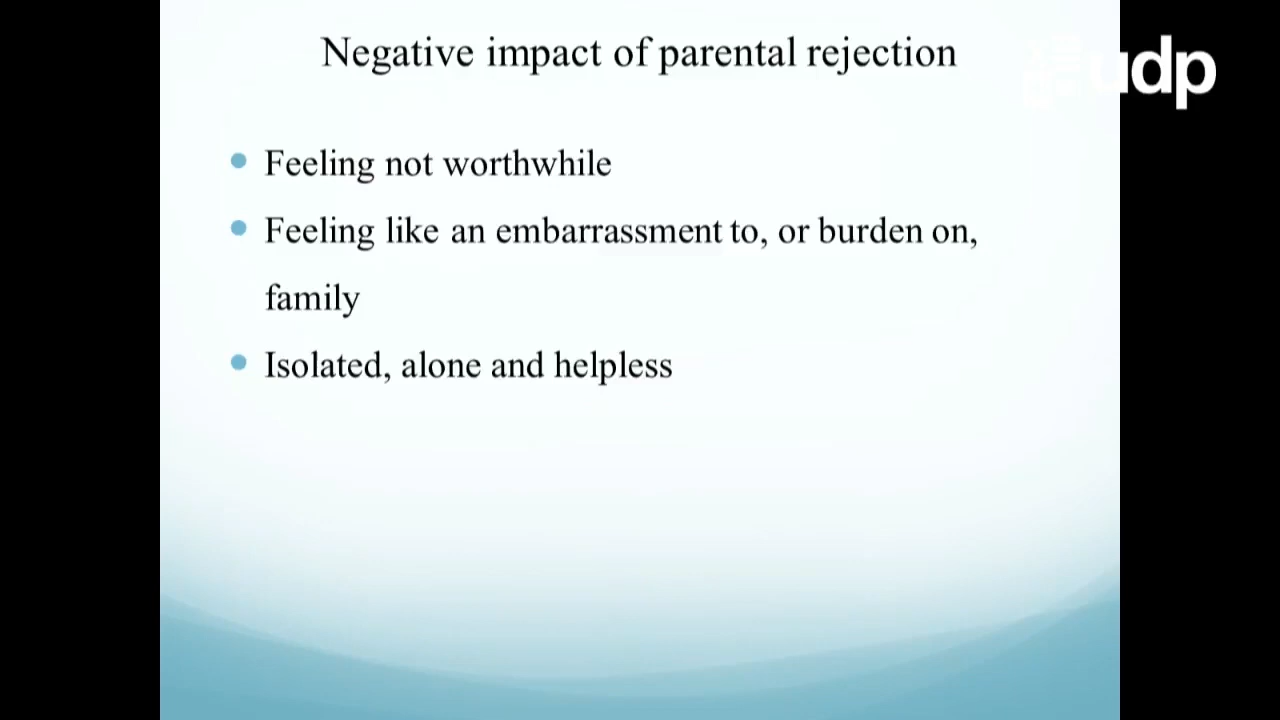 Negative impact of parental rejection
udp
Feeling not worthwhile
Feeling like an embarrassment to, or burden on,
family
Isolated, alone and helpless